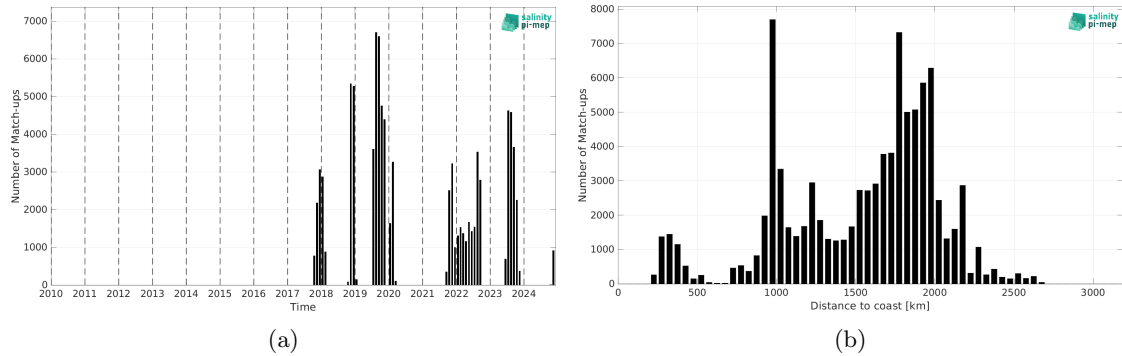 7000
6000
5000
4000
3000
2000
1000
0
Number of Match-ups
2010 2011 2012 2013 2014 2015 2016 2017 2018 2019 2020 2021 2022 2023 2024
Time
salinity
pi-mep
(a)
8000
7000
6000
5000
4000
3000
2000
1000
0
Number of Match-ups
0 500 1000 1500 2000 2500 3000
Distance to coast [km]
salinity
pi-mep
(b)